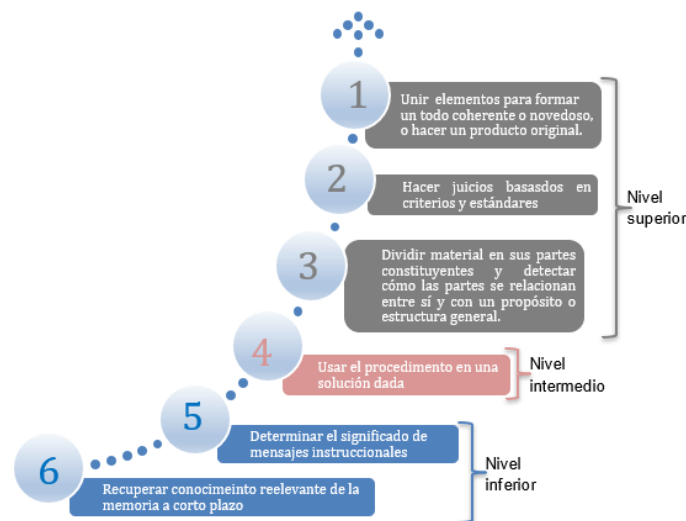 1
Unir elementos para formar
un todo coherente o novedoso,
o hacer un producto original.
2
Hacer juicios basasdos en
criterios y estándares
Nivel
superior
3
Dividir material en sus partes
constituyentes y detectar
cómo las partes se relacionan
entre sí y con un propósito o
estructura general.
4
Usar el procedimiento en una
solución dada
Nivel
intermedio
5
Determinar el significado de
mensajes instruccionales
6
Recuperar conocimeinto reelevante de la
memoria a corto plazo
Nivel
inferior